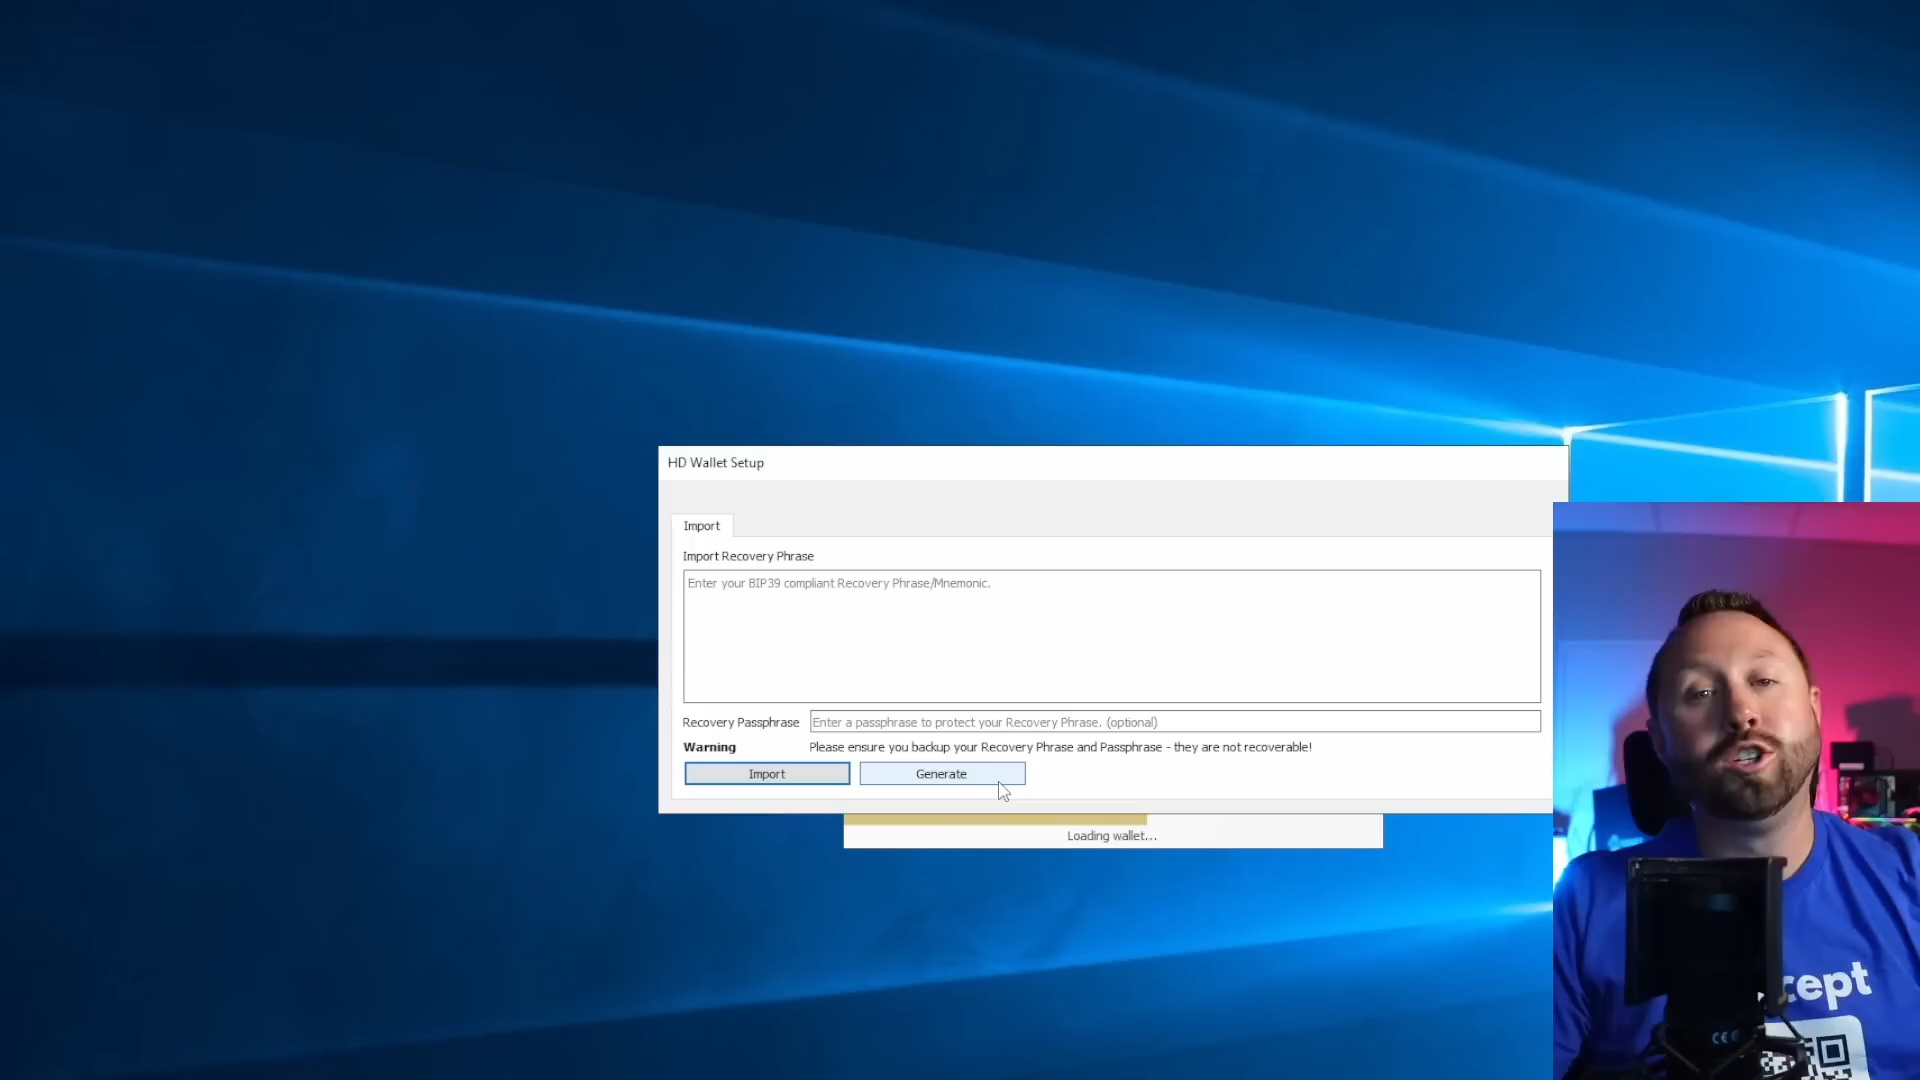 HD Wallet Setup
Import
Import Recovery Phrase
Enter your BIP39 compliant Recovery Phrase/Mnemonic.
Recovery Passphrase
Enter a passphrase to protect your Recovery Phrase. (optional)
Warning
Please ensure you backup your Recovery Phrase and Passphrase - they are not recoverable!
Import
Generate
Loading wallet...
cept